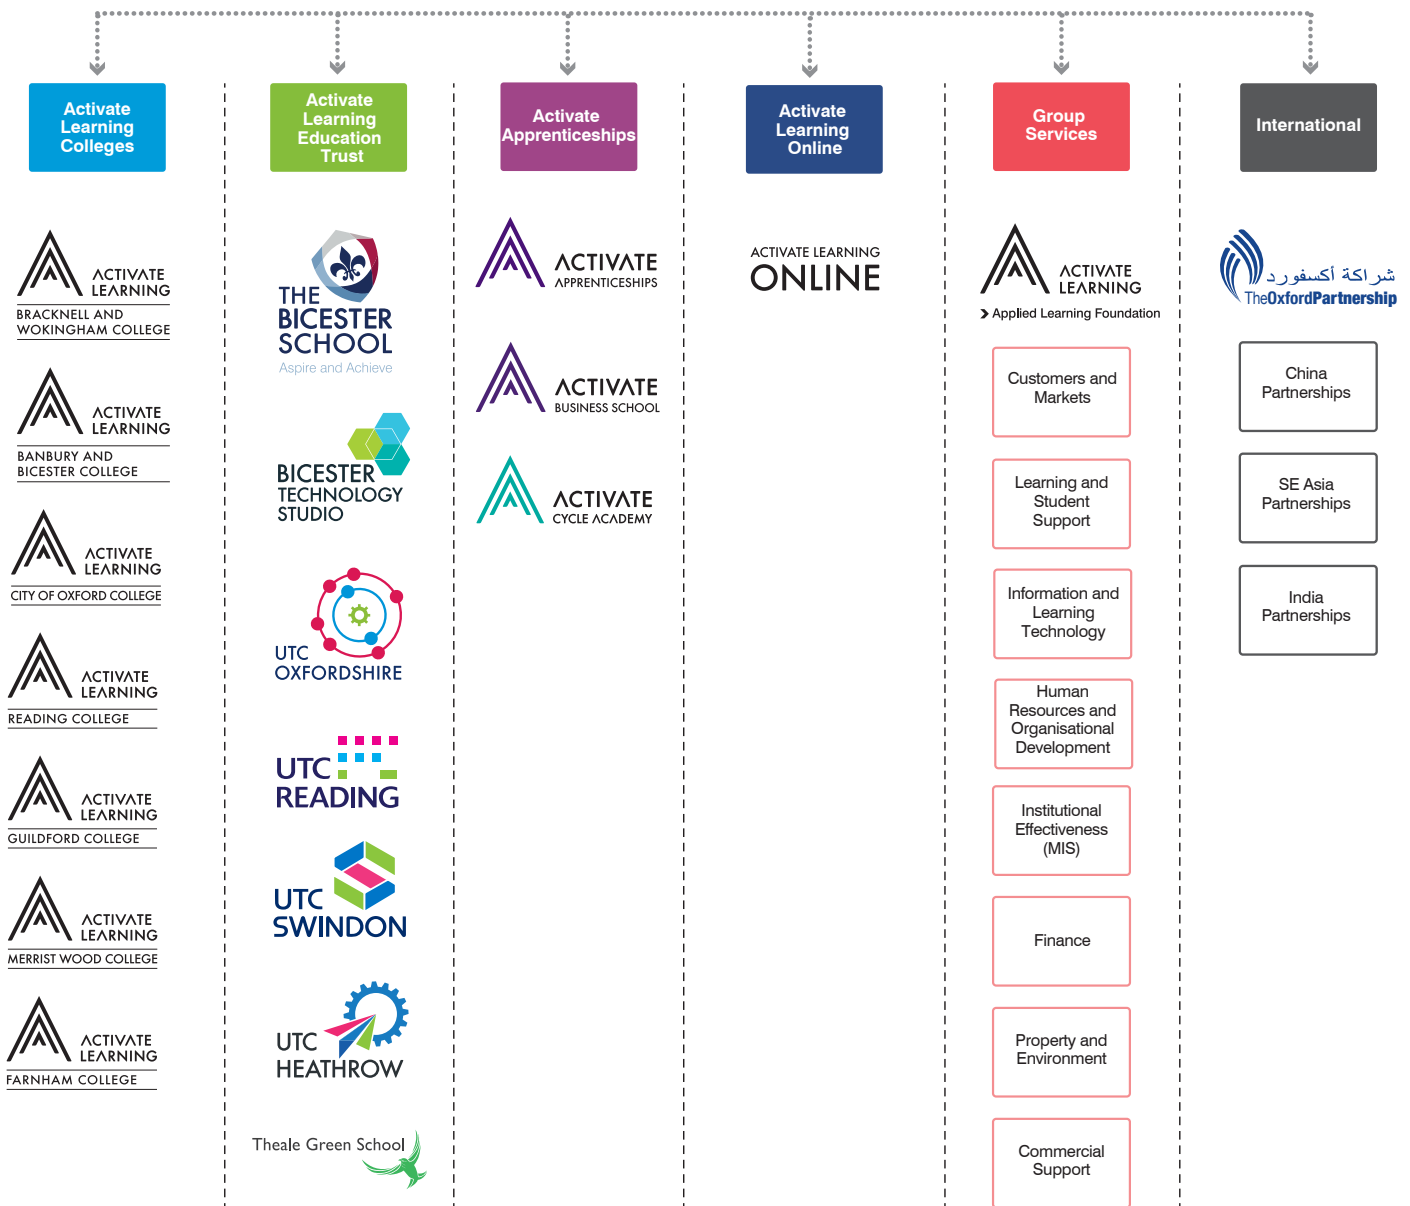 Activate
Learning
Colleges
ACTIVATE
LEARNING
BRACKNELL AND
WOKINGHAM COLLEGE
ACTIVATE
LEARNING
BANBURY AND
BICESTER COLLEGE
ACTIVATE
LEARNING
CITY OF OXFORD COLLEGE
ACTIVATE
LEARNING
READING COLLEGE
ACTIVATE
LEARNING
GUILDFORD COLLEGE
ACTIVATE
LEARNING
MERRIST WOOD COLLEGE
ACTIVATE
LEARNING
FARNHAM COLLEGE
Activate
Learning
Education
Trust
THE
BICESTER
SCHOOL
Aspire and Achieve
BICESTER
TECHNOLOGY
STUDIO
UTC
OXFORDSHIRE
UTC
READING
UTC
SWINDON
UTC
HEATHROW
Theale Green School
Activate
Apprenticeships
ACTIVATE
APPRENTICESHIPS
ACTIVATE
BUSINESS SCHOOL
ACTIVATE
CYCLE ACADEMY
Activate
Learning
Online
ACTIVATE LEARNING
ONLINE
Group
Services
ACTIVATE
LEARNING
Applied Learning Foundation
Customers and
Markets
Learning and
Student
Support
Information and
Learning
Technology
Human
Resources and
Organisational
Development
Institutional
Effectiveness
(MIS)
Finance
Property and
Environment
Commercial
Support
International
شراكة أكسفورد
TheOxfordPartnership
China
Partnerships
SE Asia
Partnerships
India
Partnerships